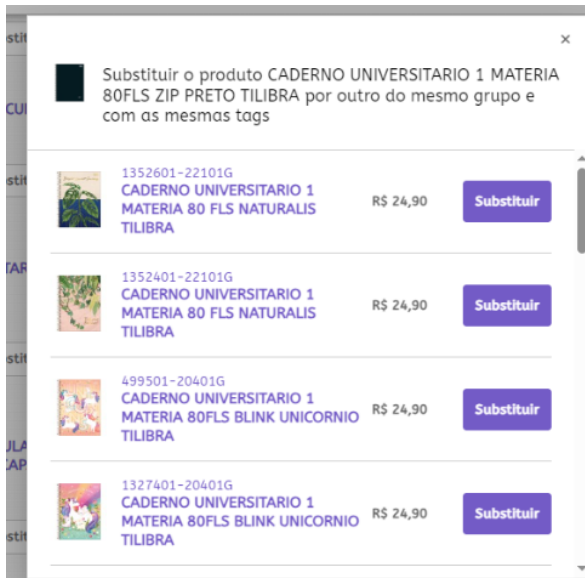 ×
Substituir o produto CADERNO UNIVERSITARIO 1 MATERIA
80FLS ZIP PRETO TILIBRA por outro do mesmo grupo e
com as mesmas tags
1352601-22101G
CADERNO UNIVERSITARIO 1
MATERIA 80 FLS NATURALIS
TILIBRA
R$ 24,90
Substituir
1352401-22101G
CADERNO UNIVERSITARIO 1
MATERIA 80 FLS NATURALIS
TILIBRA
R$ 24,90
Substituir
499501-20401G
CADERNO UNIVERSITARIO 1
MATERIA 80FLS BLINK UNICORNIO
TILIBRA
R$ 24,90
Substituir
1327401-20401G
CADERNO UNIVERSITARIO 1
MATERIA 80FLS BLINK UNICORNIO
TILIBRA
R$ 24,90
Substituir